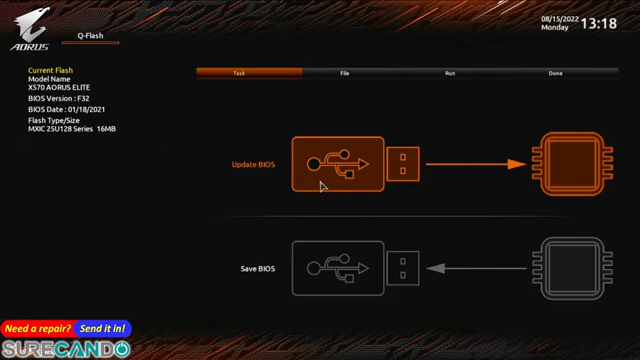 AORUS
Q-Flash
08/15/2022
Monday
13:18
Current Flash
Model Name
X570 AORUS ELITE
BIOS Version : F32
BIOS Date : 01/18/2021
Flash Type/Size
MXIC 25U128 Series 16MB
Task
File
Run
Done
Update BIOS
Save BIOS
Need a repair?
Send it in!
SURECANDO